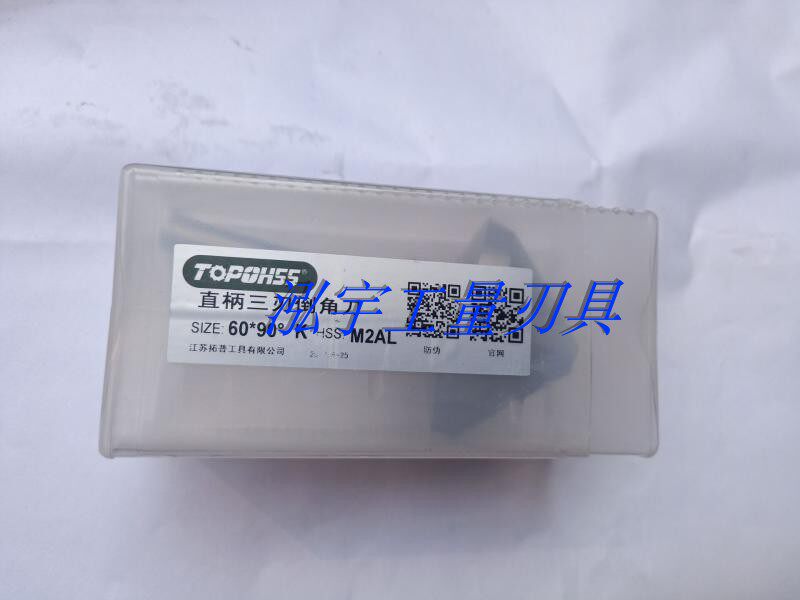 TOPOHSS®
直柄三刃倒角刀
SIZE: 60*90° K HSS: M2AL
江苏拓普工具有限公司
防伪
官网
泓宇工量刃具